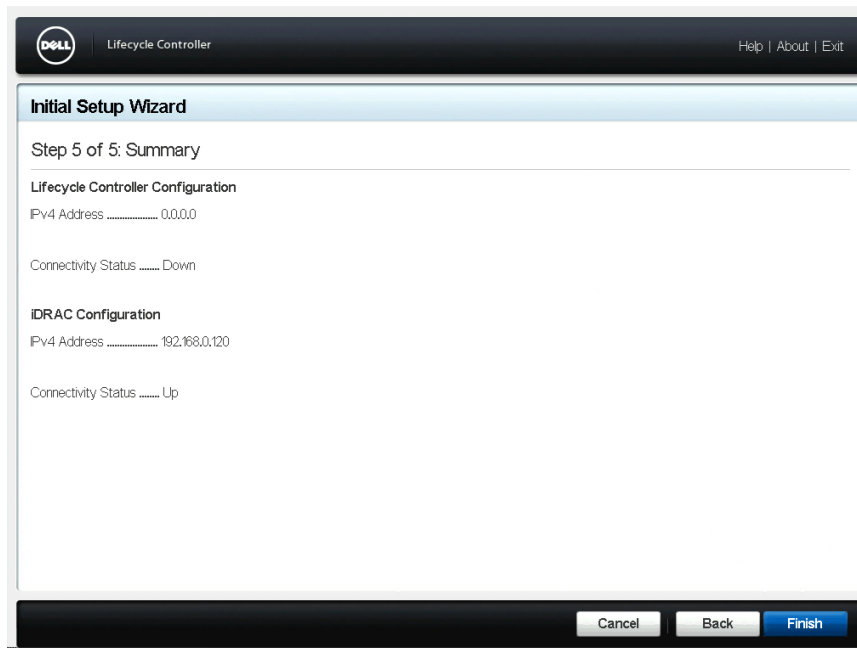 DELL Lifecycle Controller Help | About | Exit
Initial Setup Wizard
Step 5 of 5: Summary
Lifecycle Controller Configuration
IPv4 Address ................... 0.0.0.0
Connectivity Status ........ Down
iDRAC Configuration
IPv4 Address ................... 192.168.0.120
Connectivity Status ........ Up
Cancel Back Finish